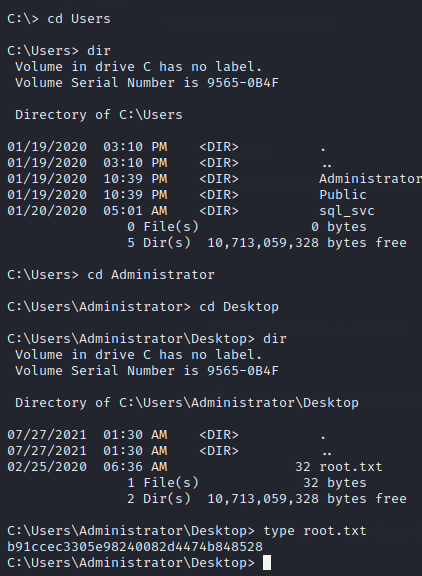 C:\> cd Users
C:\Users> dir
 Volume in drive C has no label.
 Volume Serial Number is 9565-0B4F
 Directory of C:\Users
01/19/2020  03:10 PM    <DIR>          .
01/19/2020  03:10 PM    <DIR>          ..
01/19/2020  10:39 PM    <DIR>          Administrator
01/19/2020  10:39 PM    <DIR>          Public
01/20/2020  05:01 AM    <DIR>          sql_svc
               0 File(s)              0 bytes
               5 Dir(s)  10,713,059,328 bytes free
C:\Users> cd Administrator
C:\Users\Administrator> cd Desktop
C:\Users\Administrator\Desktop> dir
 Volume in drive C has no label.
 Volume Serial Number is 9565-0B4F
 Directory of C:\Users\Administrator\Desktop
07/27/2021  01:30 AM    <DIR>          .
07/27/2021  01:30 AM    <DIR>          ..
02/25/2020  06:36 AM                32 root.txt
               1 File(s)             32 bytes
               2 Dir(s)  10,713,059,328 bytes free
C:\Users\Administrator\Desktop> type root.txt
b91ccec3305e98240082d4474b848528
C:\Users\Administrator\Desktop>